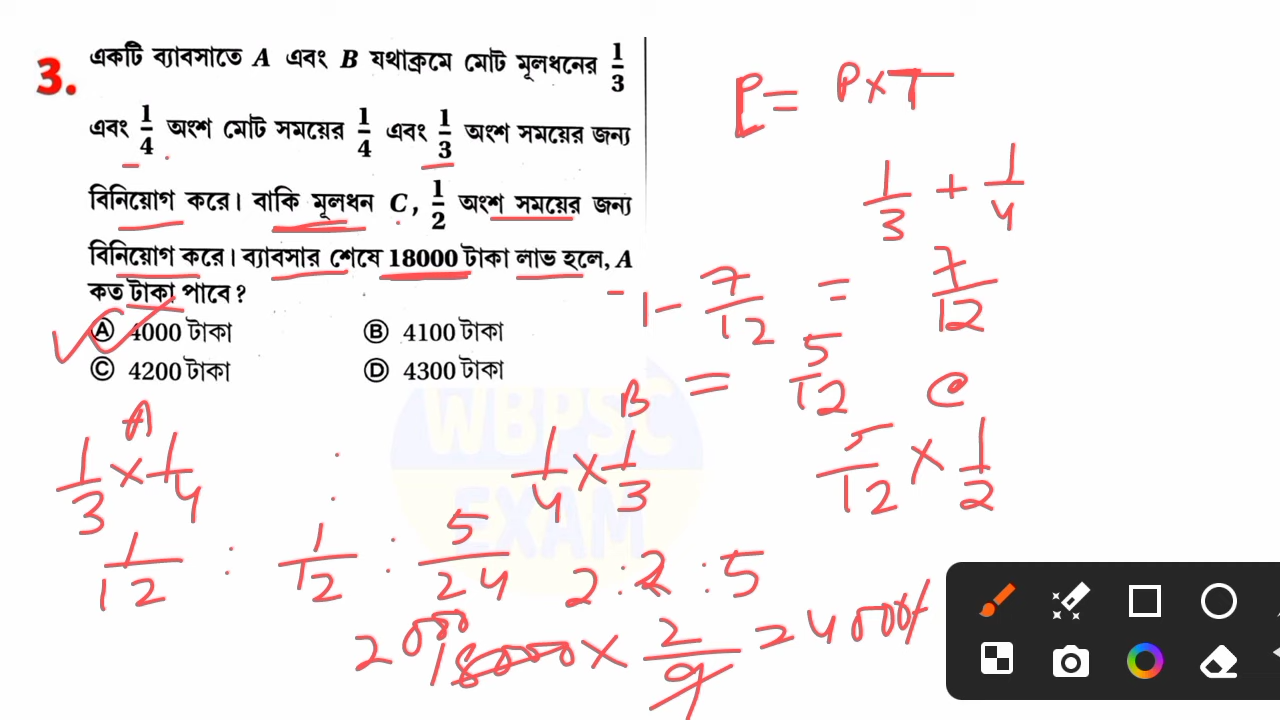 3.
একটি ব্যাবসাতে A এবং B যথাক্রমে মোট মূলধনের 1/3
এবং 1/4 অংশ মোট সময়ের 1/4 এবং 1/3 অংশ সময়ের জন্য
বিনিয়োগ করে। বাকি মূলধন C, 1/2 অংশ সময়ের জন্য
বিনিয়োগ করে। ব্যাবসার শেষে 18000 টাকা লাভ হলে, A
কত টাকা পাবে?
Ⓐ 4000 টাকা Ⓑ 4100 টাকা
Ⓒ 4200 টাকা Ⓓ 4300 টাকা
P = P×T
1/3 + 1/4
1 - 7/12 = 7/12
= 5/12
A B C
1/3 × 1/4 : 1/4 × 1/3 5/12 × 1/2
1/12 : 1/12 : 5/24 2 : 2 : 5
2000 18000 × 2/9 = 4000/-
WBPSC
EXAM